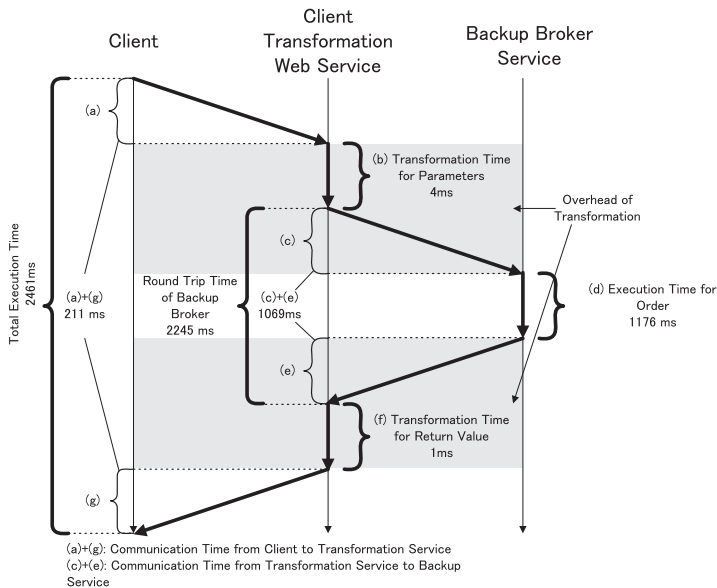 Client
Client
Transformation
Web Service
Backup Broker
Service
(a)
(b) Transformation Time
for Parameters
4ms
Overhead of
Transformation
(c)
Total Execution Time
2461ms
(a)+(g)
211 ms
Round Trip Time
of Backup
Broker
2245 ms
(c)+(e)
1069ms
(d) Execution Time for
Order
1176 ms
(e)
(f) Transformation Time
for Return Value
1ms
(g)
(a)+(g): Communication Time from Client to Transformation Service
(c)+(e): Communication Time from Transformation Service to Backup
Service